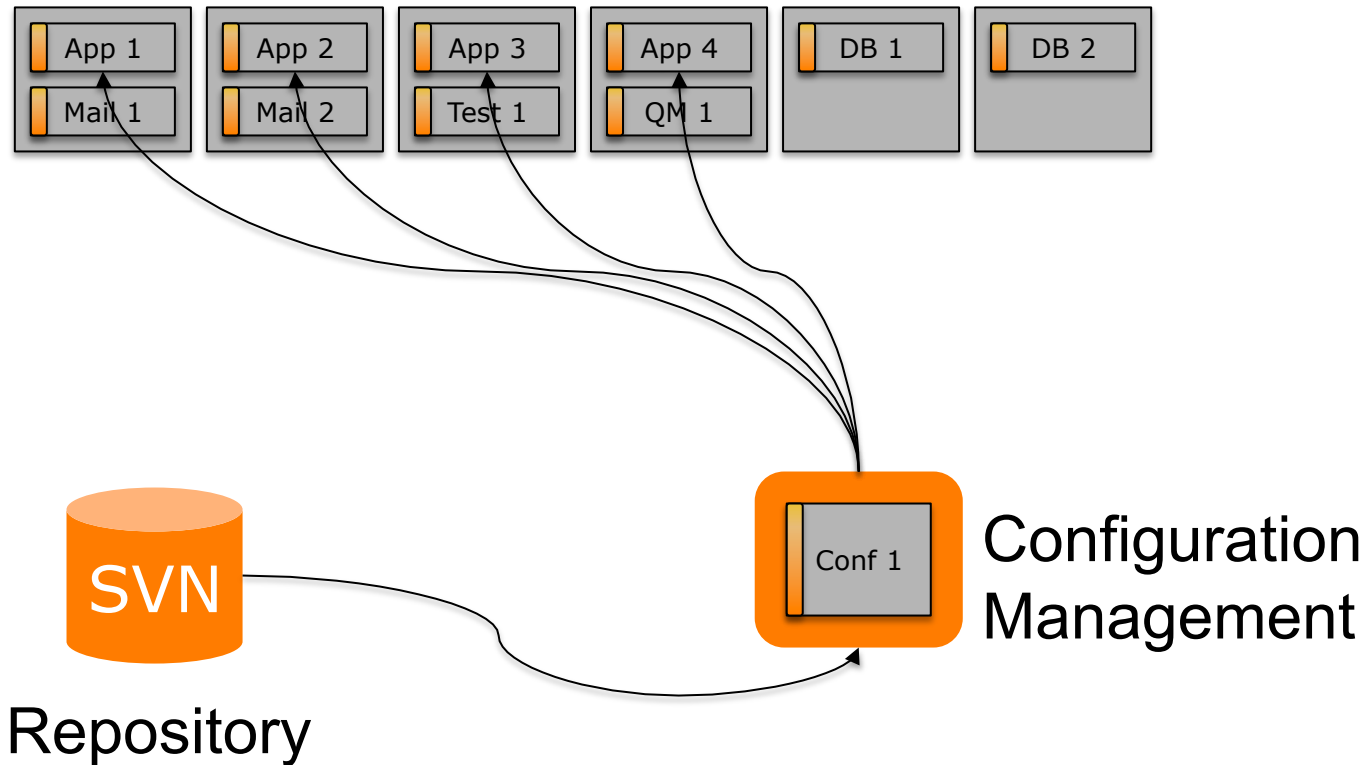 App 1
App 2
App 3
App 4
DB 1
DB 2
Mail 1
Mail 2
Test 1
QM 1
SVN
Conf 1
Configuration
Management
Repository